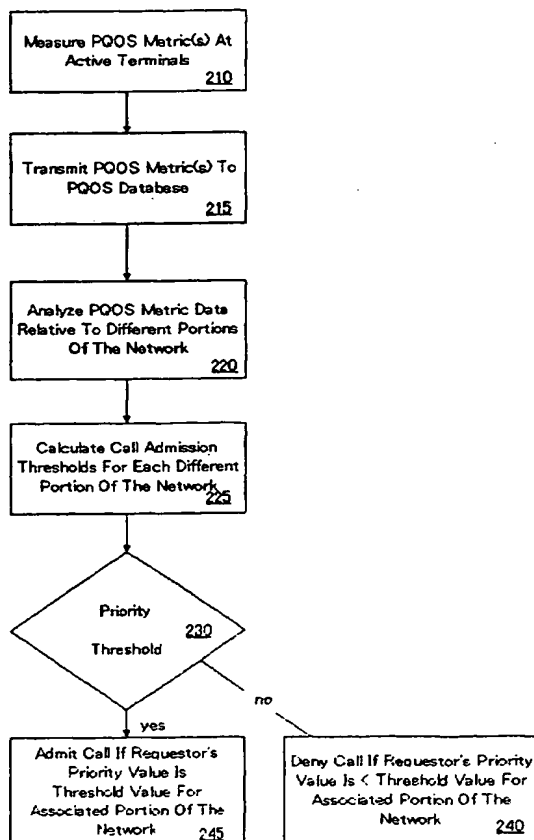 Measure PQOS Metric(s) At
Active Terminals
210
Transmit PQOS Metric(s) To
PQOS Database
215
Analyze PQOS Metric Data
Relative To Different Portions
Of The Network
220
Calculate Call Admission
Thresholds For Each Different
Portion Of The Network
225
Priority
230
Threshold
no
yes
Admit Call If Requestor's
Priority Value Is
Threshold Value For
Associated Portion Of The
Network
245
Deny Call If Requestor's Priority
Value Is < Threshold Value For
Associated Portion Of The
Network
240